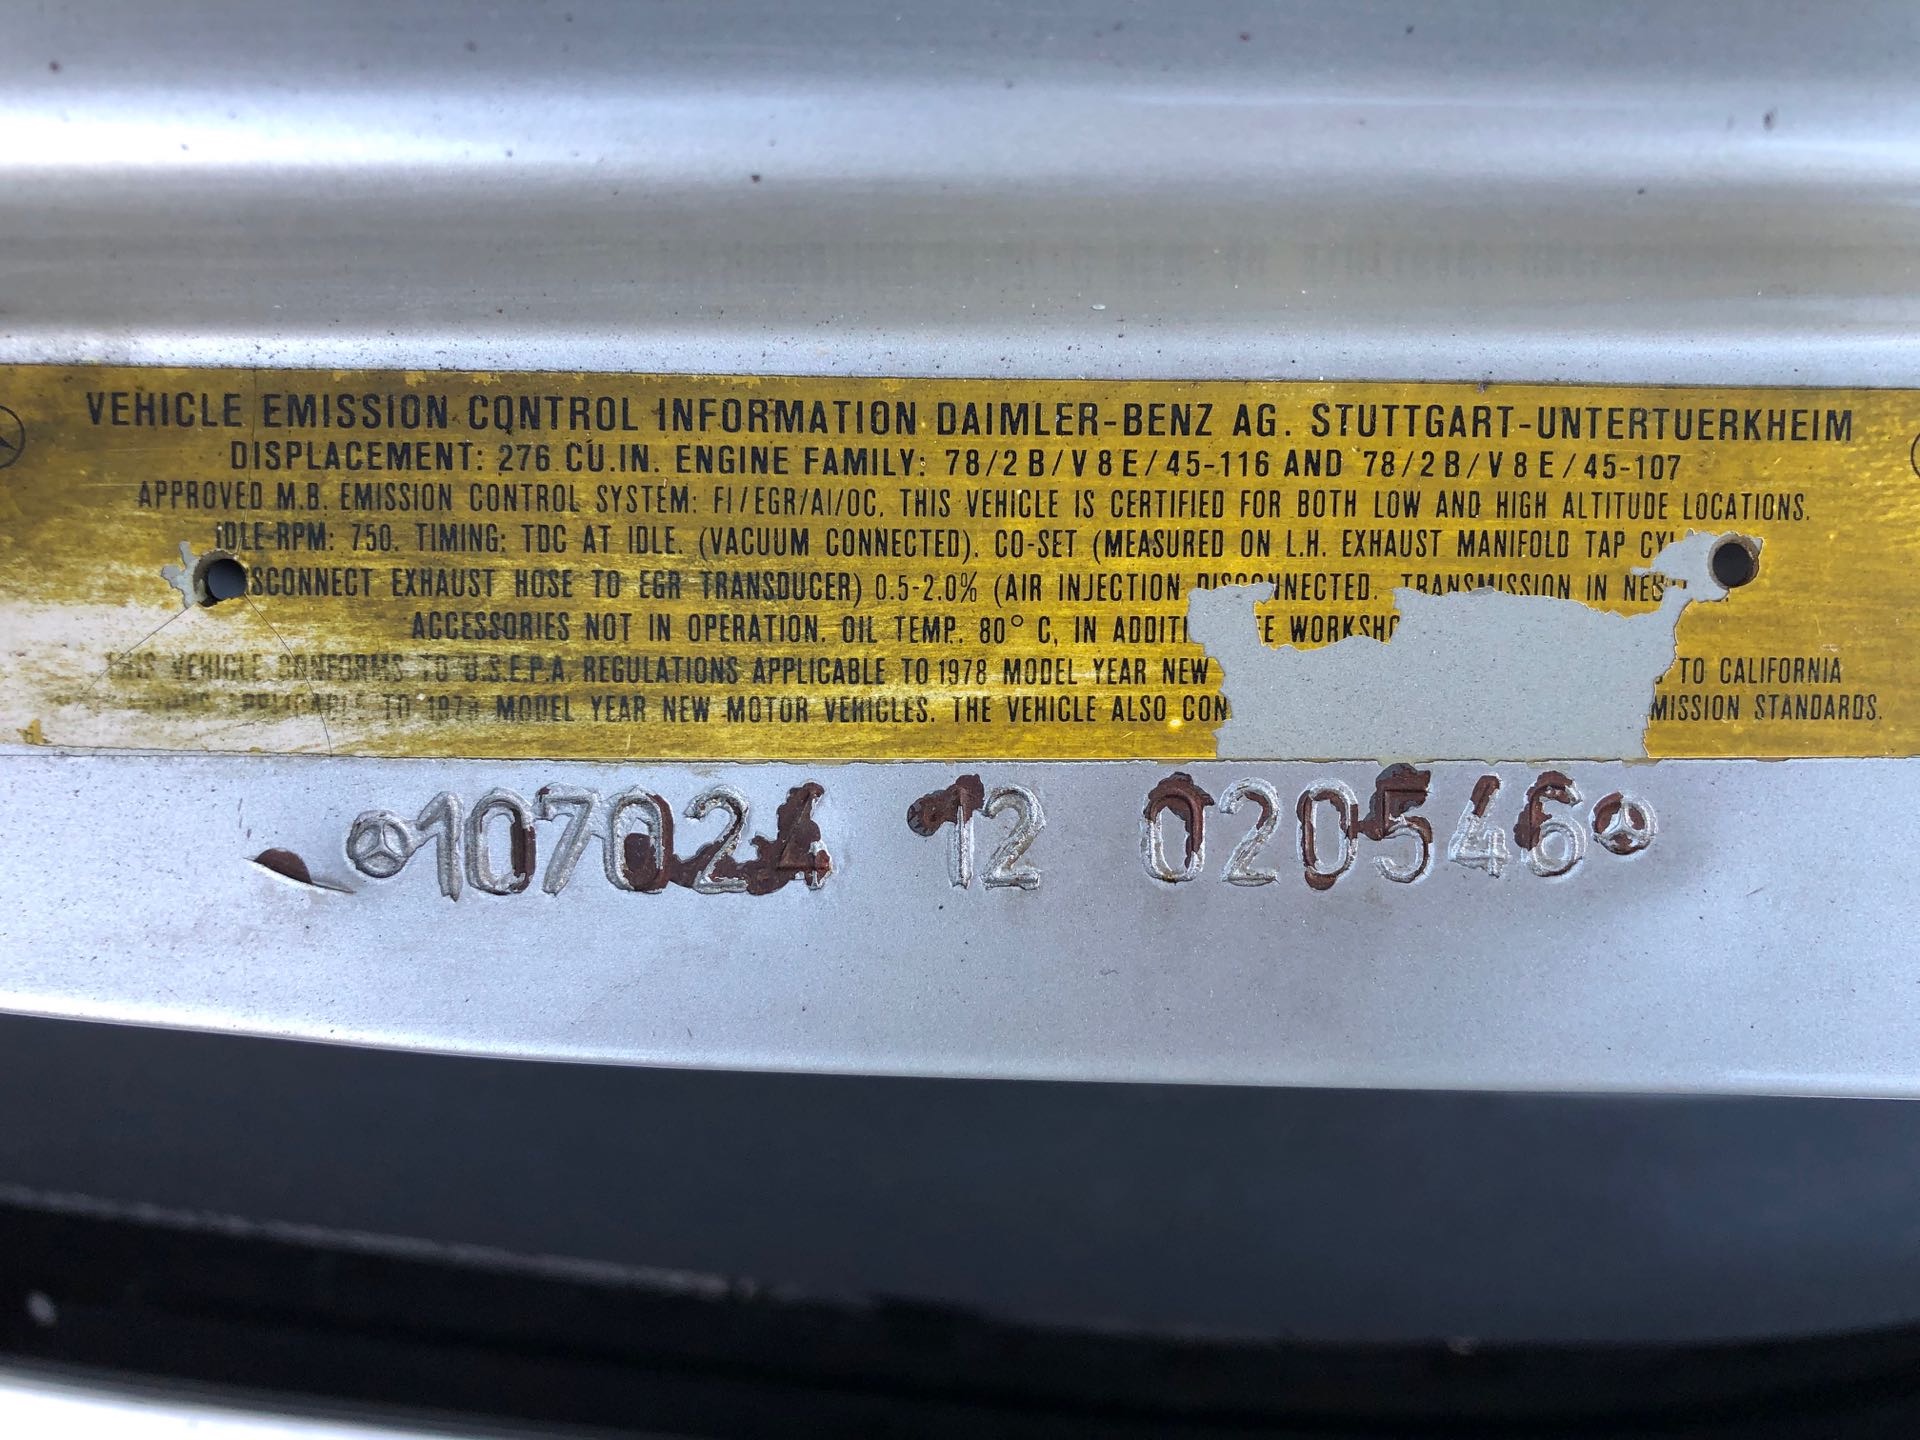 VEHICLE EMISSION CONTROL INFORMATION DAIMLER-BENZ AG. STUTTGART-UNTERTUERKHEIM
DISPLACEMENT: 276 CU.IN. ENGINE FAMILY: 78/2B/V8E/45-116 AND 78/2B/V8E/45-107
APPROVED M.B. EMISSION CONTROL SYSTEM: FI/EGR/AI/OC, THIS VEHICLE IS CERTIFIED FOR BOTH LOW AND HIGH ALTITUDE LOCATIONS.
IDLE-RPM: 750. TIMING: TDC AT IDLE. (VACUUM CONNECTED). CO-SET (MEASURED ON L.H. EXHAUST MANIFOLD TAP
EXHAUST HOSE TO EGR TRANSDUCER) 0.5-2.0% (AIR INJECTION DISCONNECTED. TRANSMISSION IN
ACCESSORIES NOT IN OPERATION. OIL TEMP. 80° C, IN
THIS VEHICLE CONFORMS TO U.S.E.P.A. REGULATIONS APPLICABLE TO 1978 MODEL YEAR NEW TO CALIFORNIA
TO 1978 MODEL YEAR NEW MOTOR VEHICLES. THE VEHICLE ALSO STANDARDS.
107024 12 020546